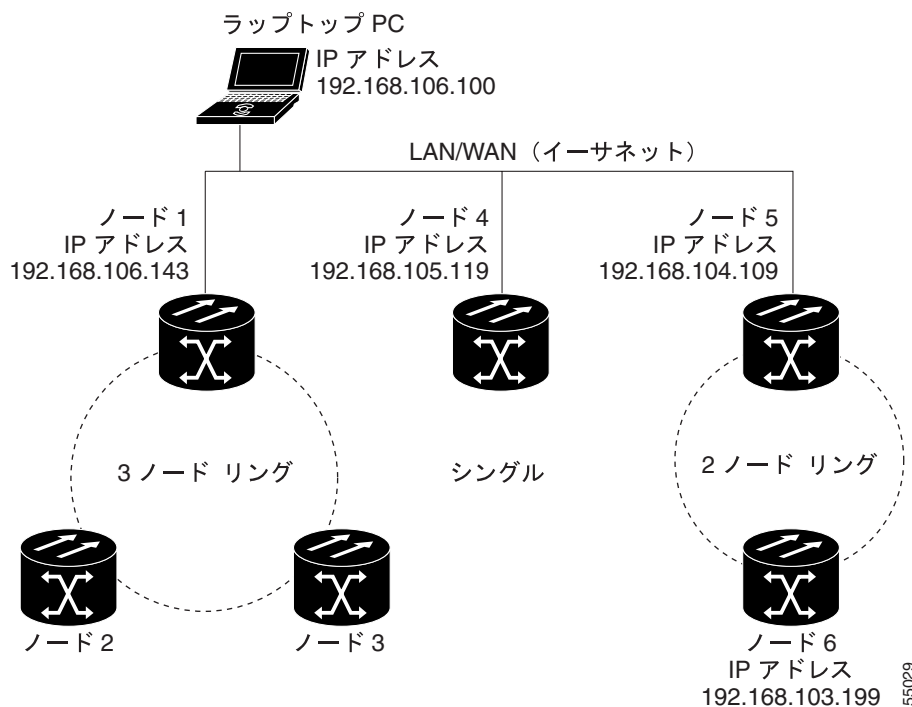 ラップトップ PC
IP アドレス
192.168.106.100
LAN/WAN（イーサネット）
ノード 1
IP アドレス
192.168.106.143
ノード 4
IP アドレス
192.168.105.119
ノード 5
IP アドレス
192.168.104.109
3 ノード リング
シングル
2 ノード リング
ノード 2
ノード 3
ノード 6
IP アドレス
192.168.103.199
55029